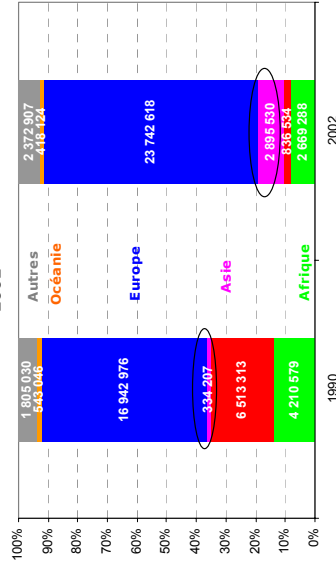 100%
90%
80%
70%
60%
50%
40%
30%
20%
10%
0%
1 805 030
543 046
16 942 976
334 207
6 513 313
4 210 579
1990
Autres
Océanie
Europe
Asie
Afrique
2 372 907
418 124
23 742 618
2 895 530
836 534
2 669 288
2002